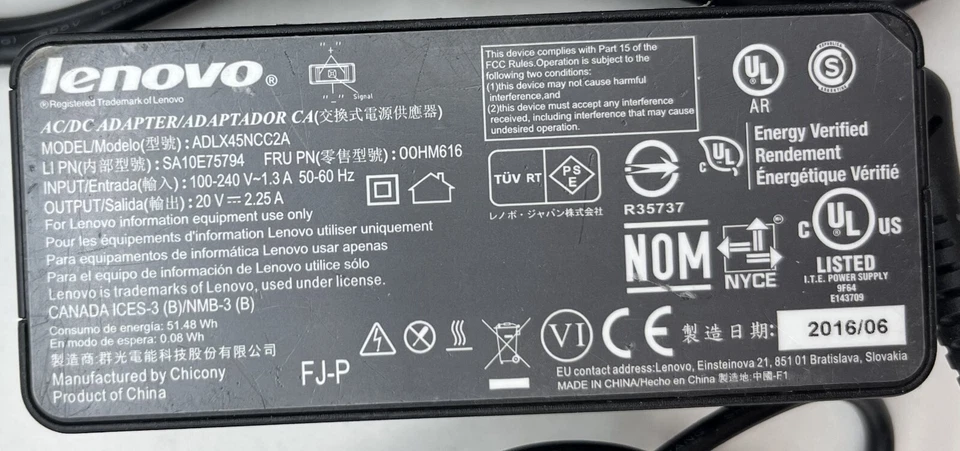 lenovo®
®Registered Trademark of Lenovo
AC/DC ADAPTER/ADAPTADOR CA(交換式電源供應器)
MODEL/Modelo(型號): ADLX45NCC2A
LI PN(内部型號): SA10E75794 FRU PN(零售型號): 00HM616
INPUT/Entrada(輸入): 100-240 V~1.3 A 50-60 Hz
OUTPUT/Salida(輸出): 20 V⎓2.25 A
For Lenovo information equipment use only
Pour les équipements d'information Lenovo utiliser uniquement
Para equipamentos de informática Lenovo usar apenas
Para el equipo de información de Lenovo utilice sólo
Lenovo is trademarks of Lenovo, used under license.
CANADA ICES-3 (B)/NMB-3 (B)
Consumo de energía: 51.48 Wh
En modo de espera: 0.08 Wh
製造商:群光電能科技股份有限公司
Manufactured by Chicony
Product of China
FJ-P
Signal
This device complies with Part 15 of the
FCC Rules.Operation is subject to the
following two conditions:
(1)this device may not cause harmful
interference,and
(2)this device must accept any interference
received, including interference that may cause
undesired operation.
UL®
AR
S
TÜV RT
PS
E
レノボ・ジャパン株式会社
R35737
C UL®
Energy Verified
Rendement
Énergétique Vérifié
NOM
NYCE
C UL® US
LISTED
I.T.E. POWER SUPPLY
9F64
E143709
VI
CE
製造日期: 2016/06
EU contact address:Lenovo, Einsteinova 21, 851 01 Bratislava, Slovakia
MADE IN CHINA/Hecho en China 製造地:中國-F1